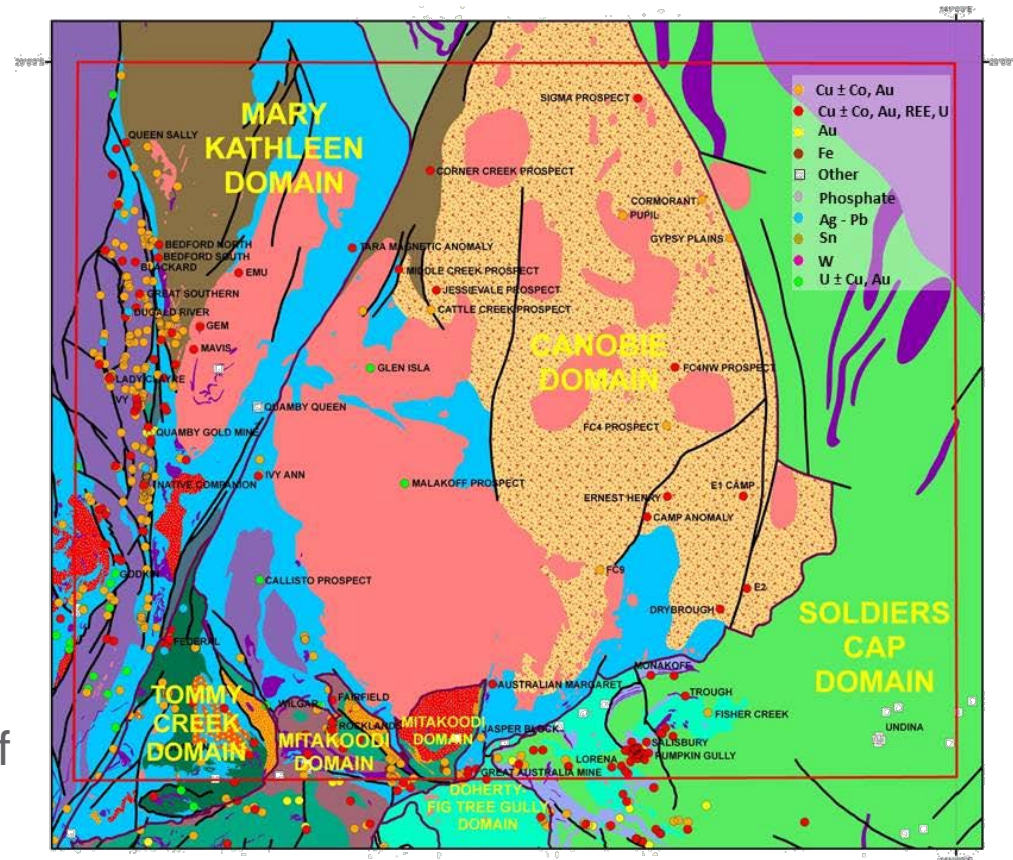 SIGMA PROSPECT
Cu ± Co, Au
Cu ± Co, Au, REE, U
Au
Fe
Other
Phosphate
Ag - Pb
Sn
W
U ± Cu, Au
MARY
KATHLEEN
DOMAIN
QUEEN SALLY
CORNER CREEK PROSPECT
CORMORANT
PUPIL
GYPSY PLAINS
BEDFORD NORTH
BEDFORD SOUTH
BLACKARD
TARA MAGNETIC ANOMALY
EMU
MIDDLE CREEK PROSPECT
GREAT SOUTHERN
JESSIEVALE PROSPECT
DUGALD RIVER
CATTLE CREEK PROSPECT
GEM
MAVIS
CANOBIE
DOMAIN
GLEN ISLA
FC4NW PROSPECT
LADY CLAYRE
IVY
QUAMBY QUEEN
QUAMBY GOLD MINE
FC4 PROSPECT
IVY ANN
NATIVE COMPANION
MALAKOFF PROSPECT
E1 CAMP
ERNEST HENRY
CAMP ANOMALY
GODKIN
CALLISTO PROSPECT
FC9
E2
DRYBROUGH
SOLDIERS
CAP
DOMAIN
FEDERAL
MONAKOFF
AUSTRALIAN MARGARET
TROUGH
TOMMY
CREEK
DOMAIN
WILGAR
FAIRFIELD
ROCKLANDS
MITAKOODI
DOMAIN
MITAKOODI
DOMAIN
JASPER BLOCK
FISHER CREEK
UNDINA
SALISBURY
LORENA
PUMPKIN GULLY
GREAT AUSTRALIA MINE
DOHERTY-
FIG TREE GULLY
DOMAIN
f